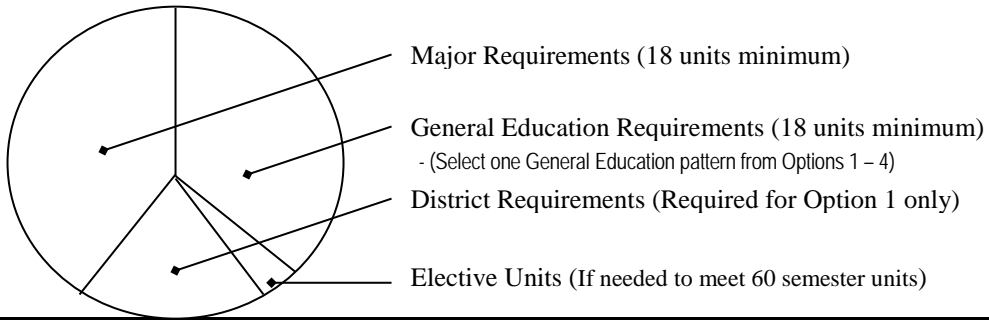 Major Requirements (18 units minimum)
General Education Requirements (18 units minimum)
- (Select one General Education pattern from Options 1 – 4)
District Requirements (Required for Option 1 only)
Elective Units (If needed to meet 60 semester units)